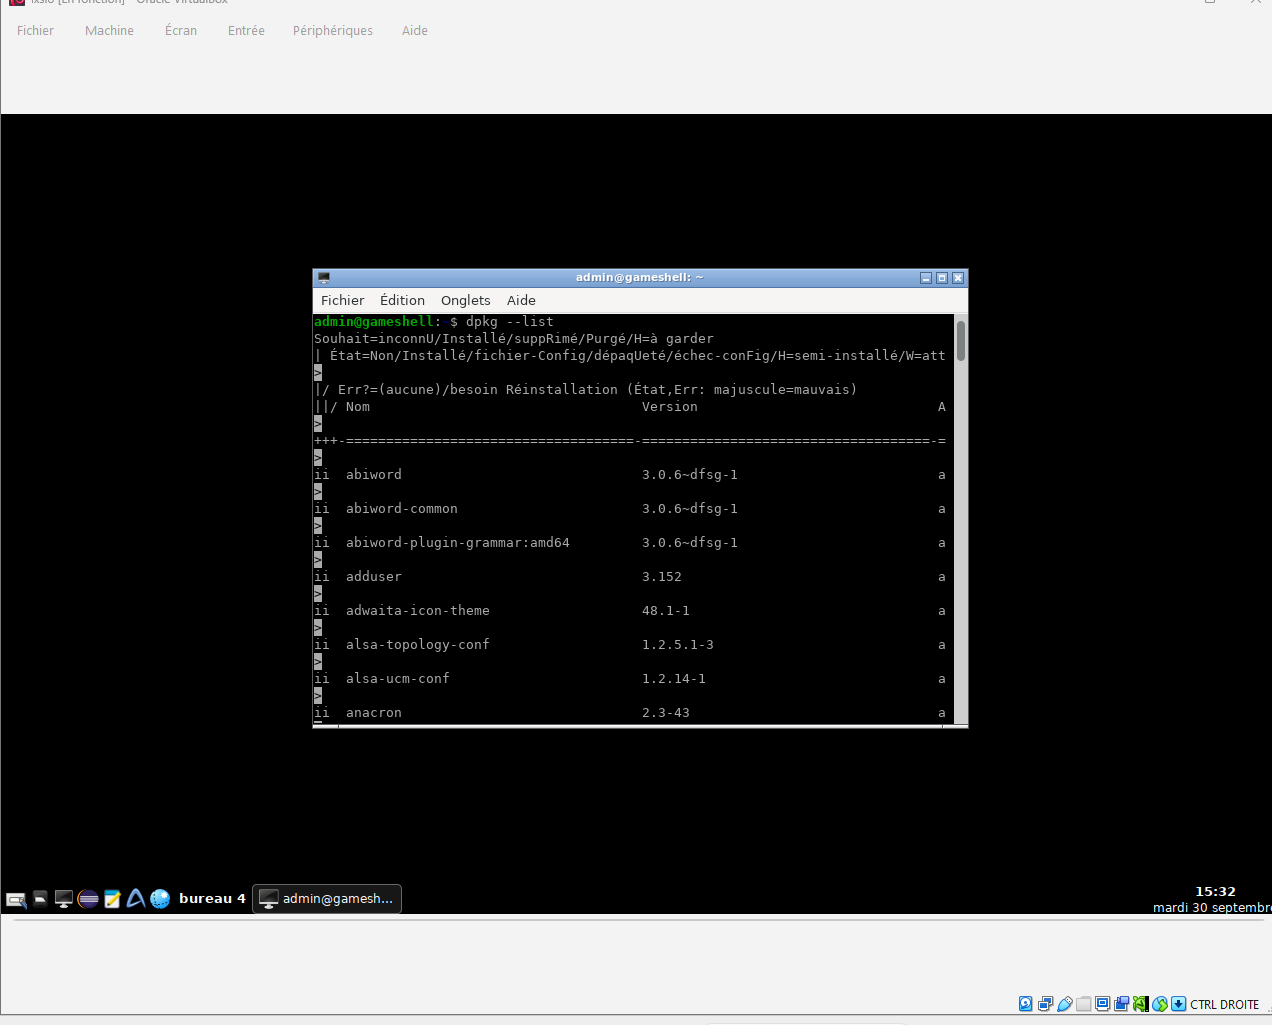 [En fonction] - Oracle VirtualBox
Fichier Machine Écran Entrée Périphériques Aide
admin@gameshell: ~
Fichier Édition Onglets Aide
admin@gameshell:~$ dpkg --list
Souhait=inconnU/Installé/suppRimé/Purgé/H=à garder
| État=Non/Installé/fichier-Config/dépaqUeté/échec-conFig/H=semi-installé/W=att
>
|/ Err?=(aucune)/besoin Réinstallation (État,Err: majuscule=mauvais)
||/ Nom Version A
>
+++-====================================-====================================-=
>
ii abiword 3.0.6~dfsg-1 a
>
ii abiword-common 3.0.6~dfsg-1 a
>
ii abiword-plugin-grammar:amd64 3.0.6~dfsg-1 a
>
ii adduser 3.152 a
>
ii adwaita-icon-theme 48.1-1 a
>
ii alsa-topology-conf 1.2.5.1-3 a
>
ii alsa-ucm-conf 1.2.14-1 a
>
ii anacron 2.3-43 a
bureau 4 admin@gamesh...
15:32
mardi 30 septembre
CTRL DROITE